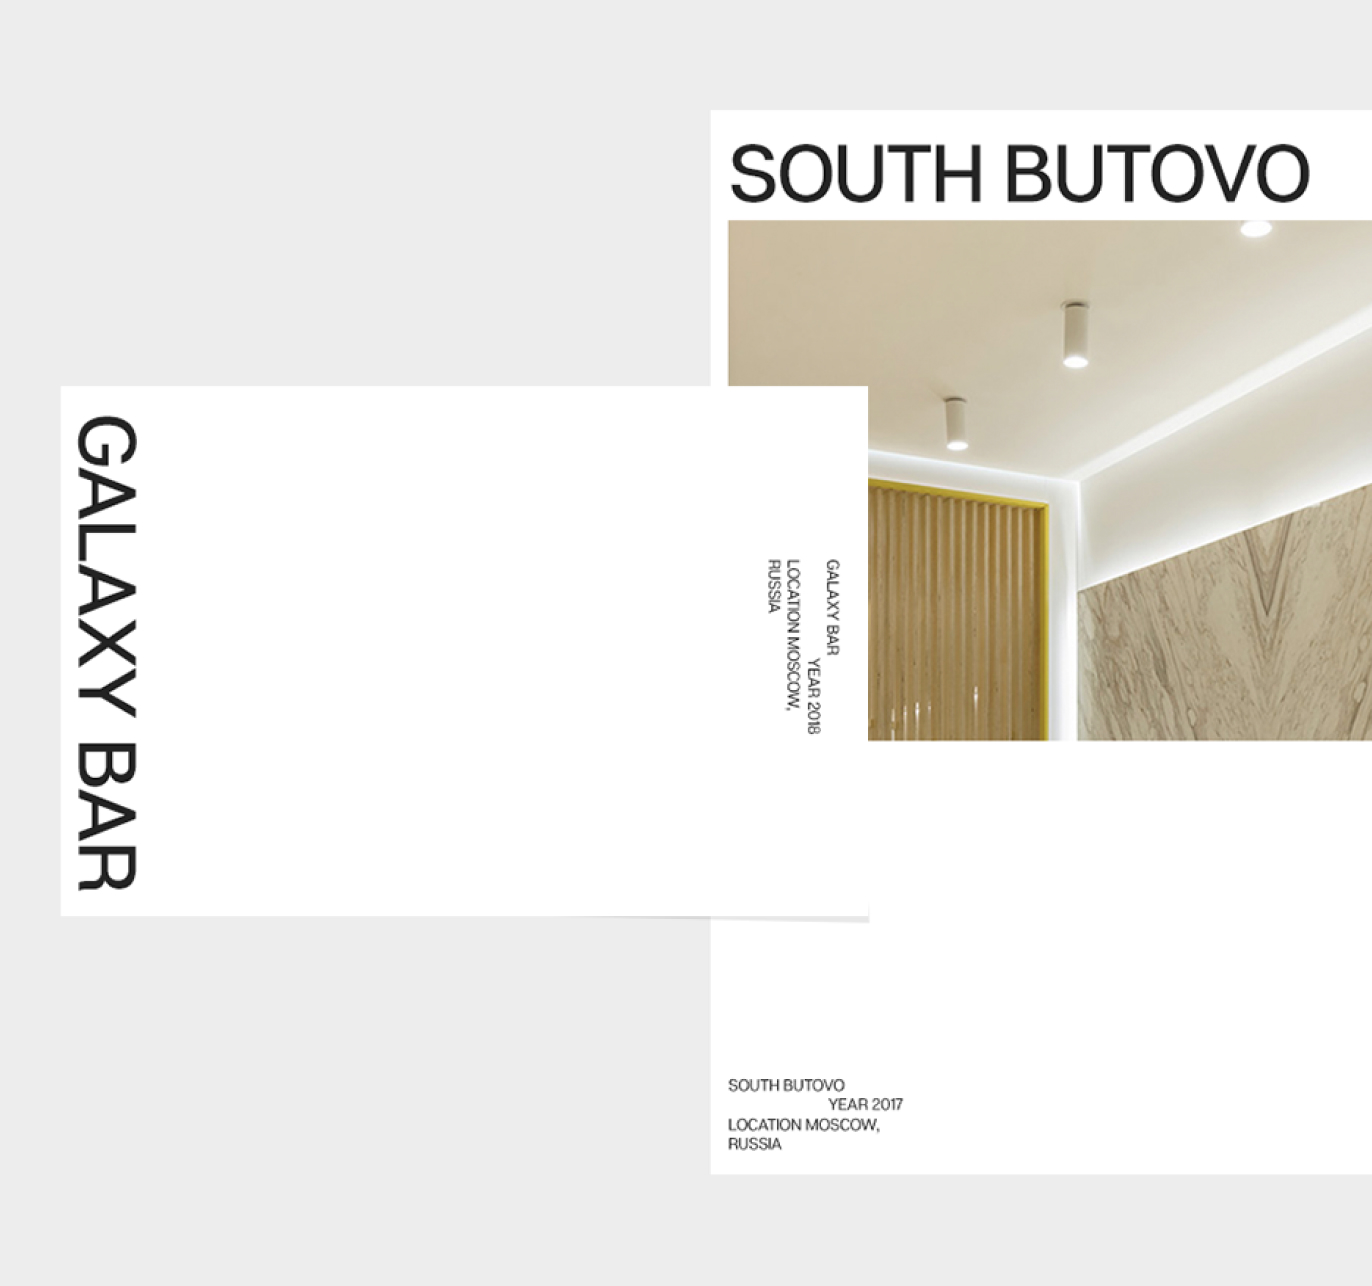 SOUTH BUTOVO
GALAXY BAR
GALAXY BAR
YEAR 2018
LOCATION MOSCOW,
RUSSIA
SOUTH BUTOVO
YEAR 2017
LOCATION MOSCOW,
RUSSIA